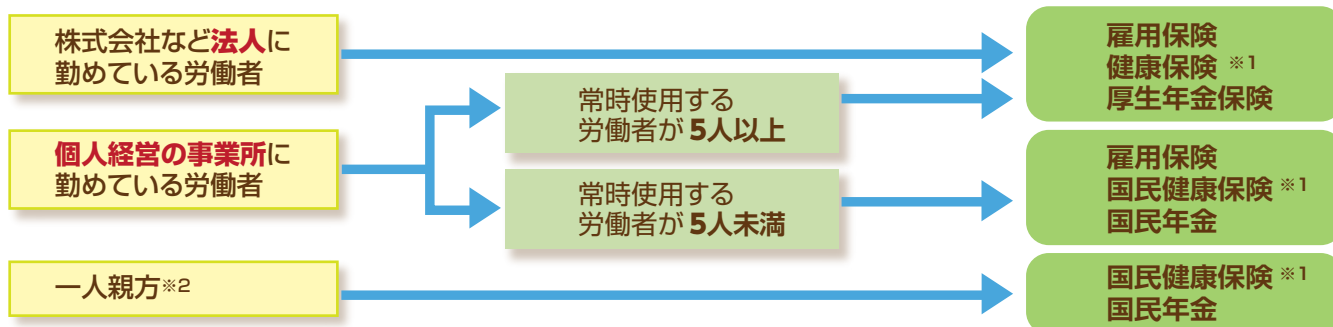 株式会社など法人に
勤めている労働者
雇用保険
健康保険 ※1
厚生年金保険
個人経営の事業所に
勤めている労働者
常時使用する
労働者が 5人以上
常時使用する
労働者が 5人未満
雇用保険
国民健康保険 ※1
国民年金
一人親方※2
国民健康保険 ※1
国民年金